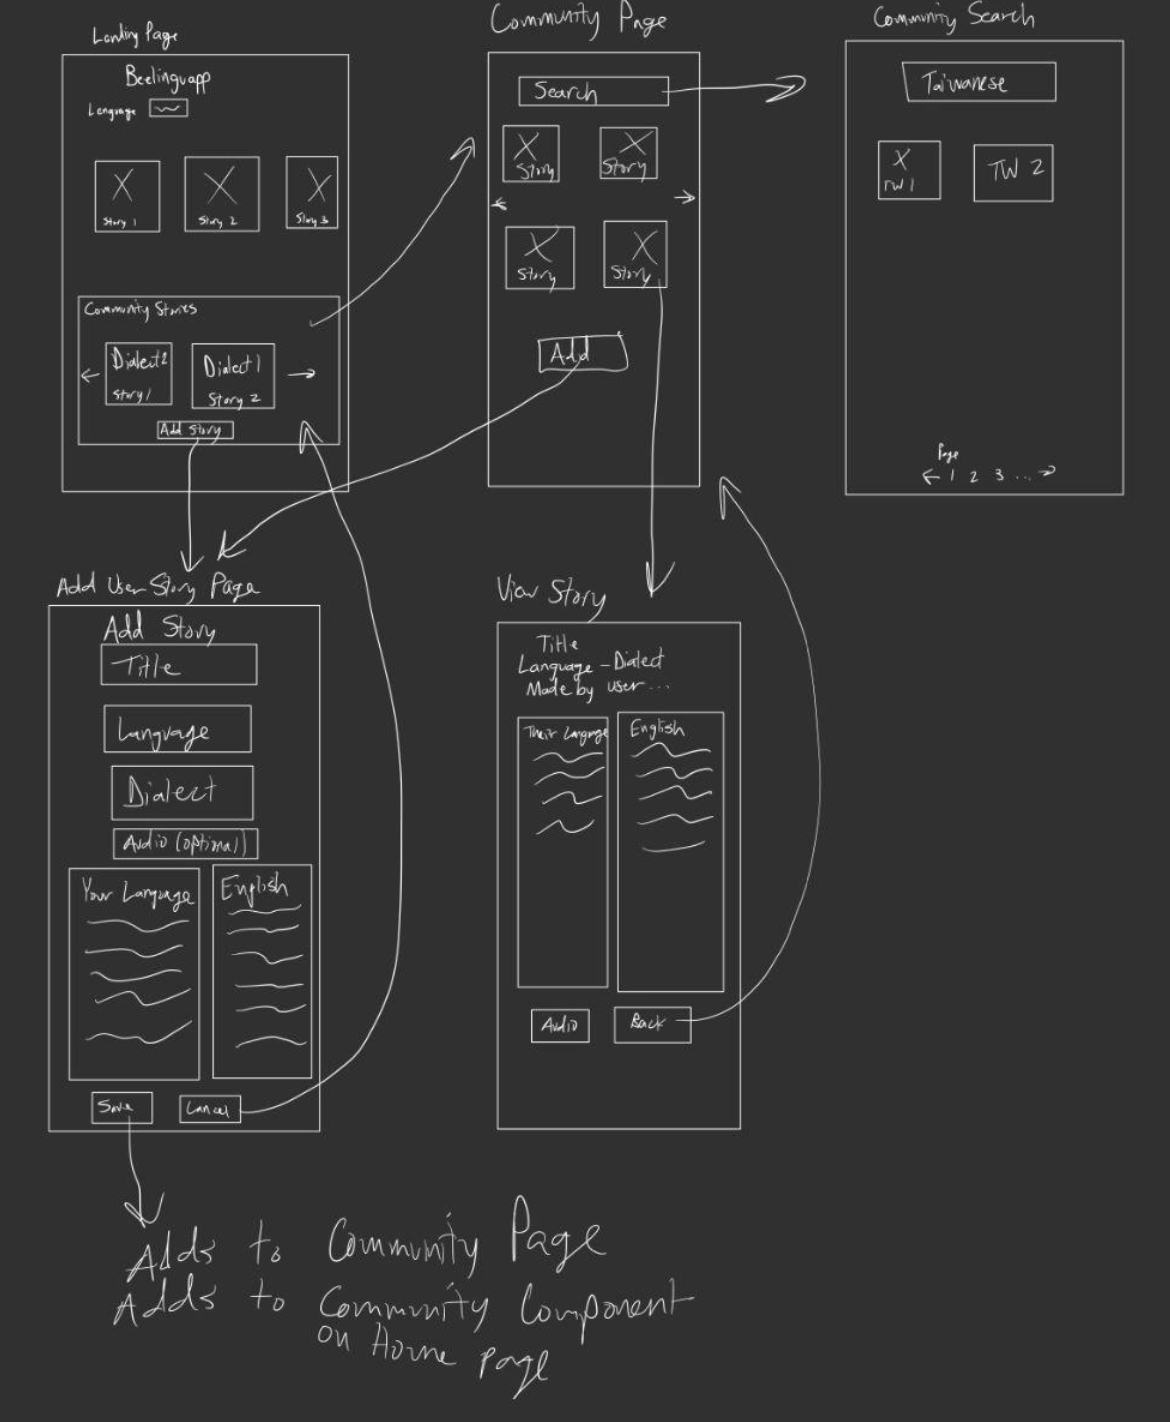 Landing Page
Beelinguapp
Language
Story 1
Story 2
Story 3
Community Stories
Dialect2
Story 1
Dialect 1
Story 2
Add Story
Community Page
Search
Story
Story
Story
Story
Add
Community Search
Taiwanese
TW 1
TW 2
Page
1 2 3 ...
Add User Story Page
Add Story
Title
Language
Dialect
Audio (optional)
Your Language
English
Save
Cancel
View Story
Title
Language - Dialect
Made by user...
Their Language
English
Audio
Back
Adds to Community Page
Adds to Community Component
on Home page